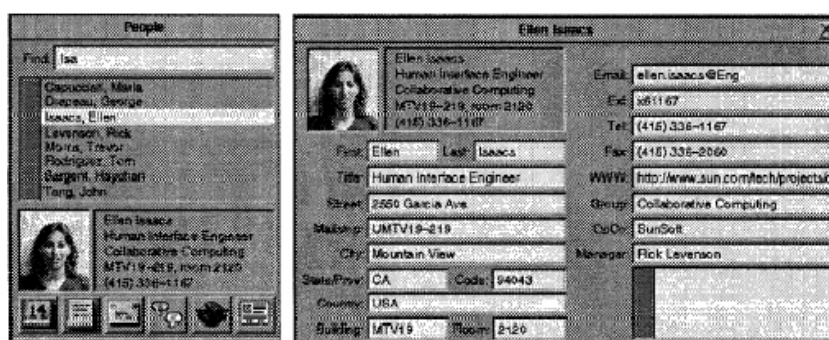 People
Find: Isa
Capuccian, Maria
Drapeau, George
Isaacs, Ellen
Levenson, Rick
Morris, Trevor
Rodriguez, Tom
Sargent, Haychan
Tang, John
Ellen Isaacs
Human Interface Engineer
Collaborative Computing
MTV19-219, room 2120
(415) 336-1167
14
Ellen Isaacs
Ellen Isaacs
Human Interface Engineer
Collaborative Computing
MTV19-219, room 2120
(415) 336-1167
First: Ellen Last: Isaacs
Title: Human Interface Engineer
Street: 2550 Garcia Ave
Mailstop: UMTV19-219
City: Mountain View
State/Prov: CA Code: 94043
Country: USA
Building: MTV19 Room: 2120
Email: ellen.isaacs@Eng
Ext: x61167
Tel: (415) 336-1167
Fax: (415) 336-2060
WWW: http://www.sun.com/tech/projects/c
Group: Collaborative Computing
OpCo: SunSoft
Manager: Rick Levenson